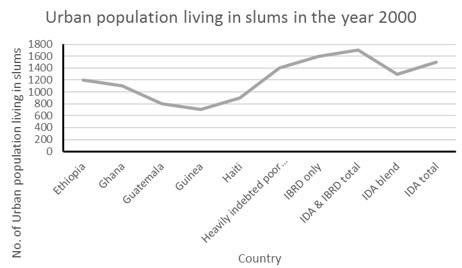 Urban population living in slums in the year 2000
No. of Urban population living in slums
1800
1600
1400
1200
1000
800
600
400
200
0
Ethiopia
Ghana
Guatemala
Guinea
Haiti
Heavily indebted poor...
IBRD only
IDA & IBRD total
IDA blend
IDA total
Country